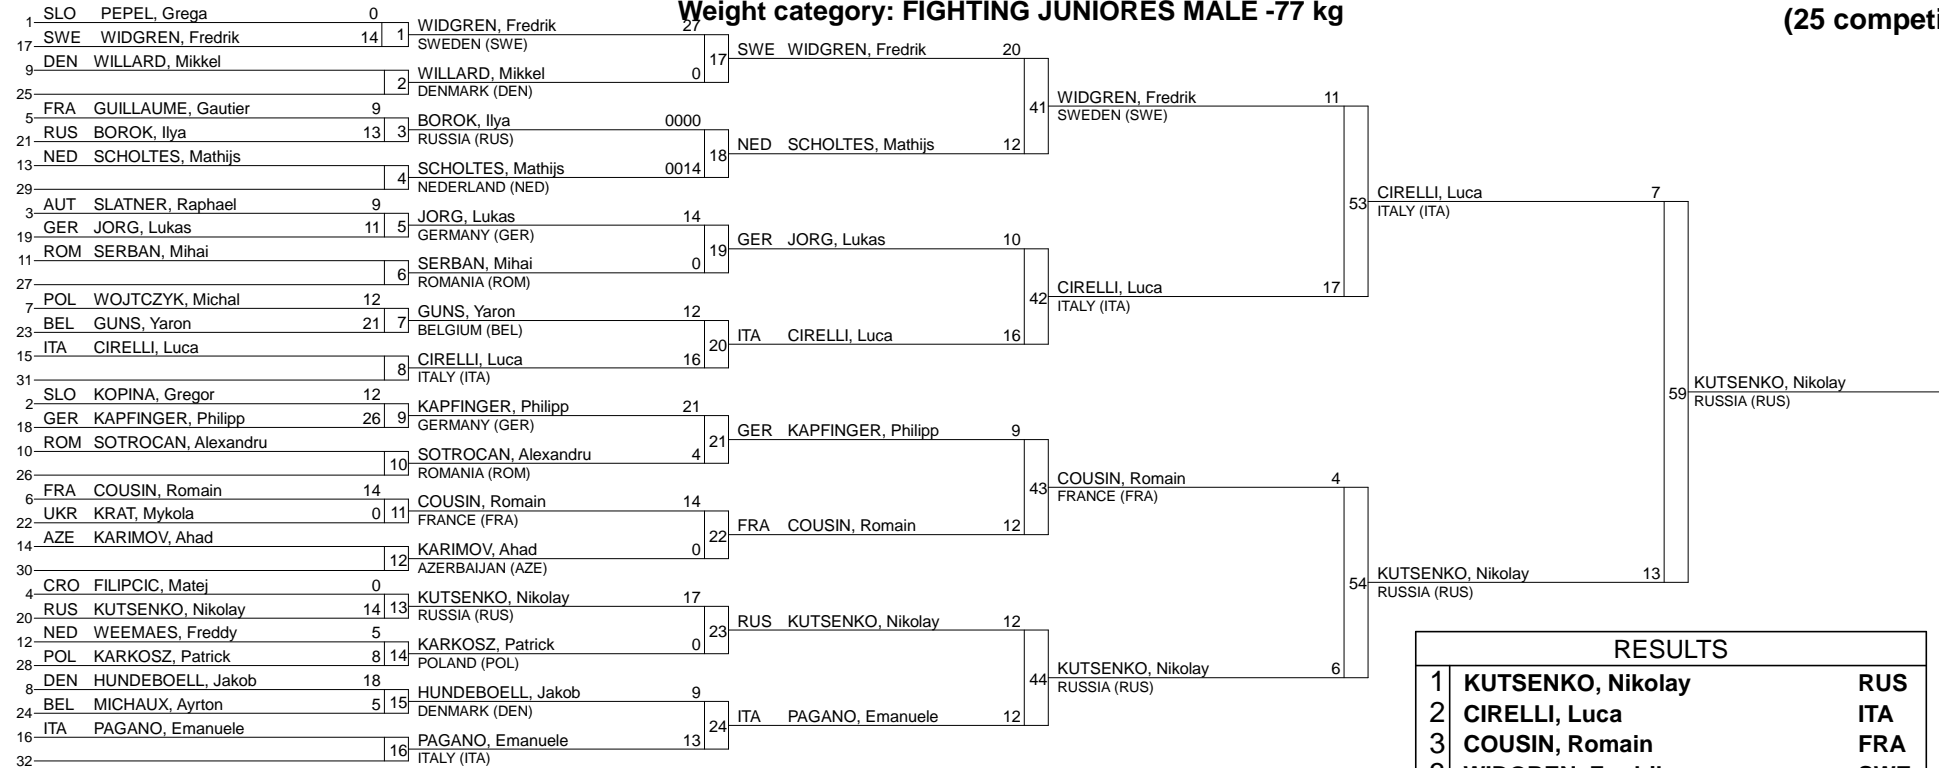 Weight category: FIGHTING JUNIORES MALE -77 kg
(25 competi
1 SLO PEPEL, Grega 0
17 SWE WIDGREN, Fredrik 14 1
9 DEN WILLARD, Mikkel
25 2
5 FRA GUILLAUME, Gautier 9
21 RUS BOROK, Ilya 13 3
13 NED SCHOLTES, Mathijs
29 4
3 AUT SLATNER, Raphael 9
19 GER JORG, Lukas 11 5
11 ROM SERBAN, Mihai
27 6
7 POL WOJTCZYK, Michal 12
23 BEL GUNS, Yaron 21 7
15 ITA CIRELLI, Luca
31 8
2 SLO KOPINA, Gregor 12
18 GER KAPFINGER, Philipp 26 9
10 ROM SOTROCAN, Alexandru
26 10
6 FRA COUSIN, Romain 14
22 UKR KRAT, Mykola 0 11
14 AZE KARIMOV, Ahad
30 12
4 CRO FILIPCIC, Matej 0
20 RUS KUTSENKO, Nikolay 14 13
12 NED WEEMAES, Freddy 5
28 POL KARKOSZ, Patrick 8 14
8 DEN HUNDEBOELL, Jakob 18
24 BEL MICHAUX, Ayrton 5 15
16 ITA PAGANO, Emanuele
32 16
WIDGREN, Fredrik 27
SWEDEN (SWE)
17
WILLARD, Mikkel 0
DENMARK (DEN)
BOROK, Ilya 0000
RUSSIA (RUS)
18
SCHOLTES, Mathijs 0014
NEDERLAND (NED)
JORG, Lukas 14
GERMANY (GER)
19
SERBAN, Mihai 0
ROMANIA (ROM)
GUNS, Yaron 12
BELGIUM (BEL)
20
CIRELLI, Luca 16
ITALY (ITA)
KAPFINGER, Philipp 21
GERMANY (GER)
21
SOTROCAN, Alexandru 4
ROMANIA (ROM)
COUSIN, Romain 14
FRANCE (FRA)
22
KARIMOV, Ahad 0
AZERBAIJAN (AZE)
KUTSENKO, Nikolay 17
RUSSIA (RUS)
23
KARKOSZ, Patrick 0
POLAND (POL)
HUNDEBOELL, Jakob 9
DENMARK (DEN)
24
PAGANO, Emanuele 13
ITALY (ITA)
SWE WIDGREN, Fredrik 20
41
NED SCHOLTES, Mathijs 12
GER JORG, Lukas 10
42
ITA CIRELLI, Luca 16
GER KAPFINGER, Philipp 9
43
FRA COUSIN, Romain 12
RUS KUTSENKO, Nikolay 12
44
ITA PAGANO, Emanuele 12
WIDGREN, Fredrik 11
SWEDEN (SWE)
53
CIRELLI, Luca 17
ITALY (ITA)
COUSIN, Romain 4
FRANCE (FRA)
54
KUTSENKO, Nikolay 6
RUSSIA (RUS)
CIRELLI, Luca 7
ITALY (ITA)
59
KUTSENKO, Nikolay 13
RUSSIA (RUS)
KUTSENKO, Nikolay
RUSSIA (RUS)
RESULTS
1 KUTSENKO, Nikolay RUS
2 CIRELLI, Luca ITA
3 COUSIN, Romain FRA